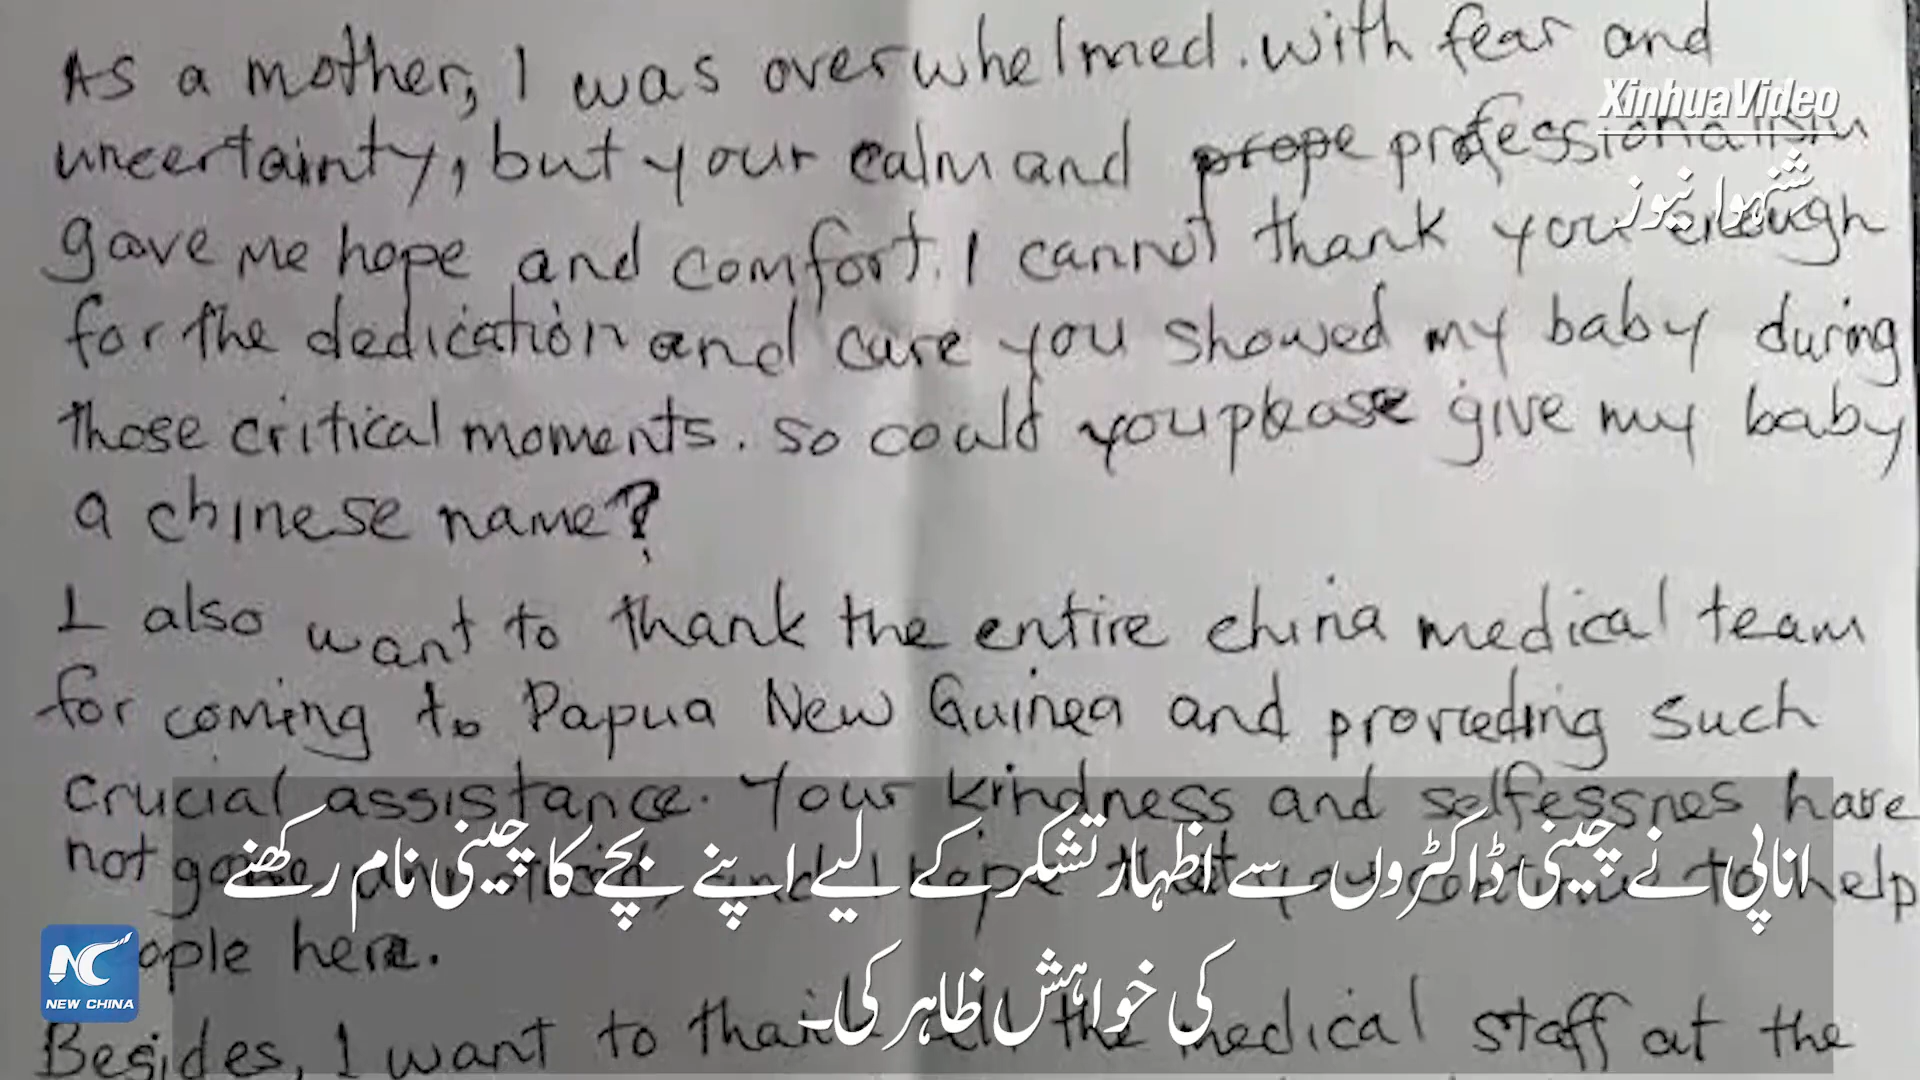 As a mother, I was overwhelmed. with fear and
XinhuaVideo
uncertainty, but your calm and prope professionalism
شنہوا نیوز
gave me hope and comfort. I cannot thank you enough
for the dedication and care you showed my baby during
those critical moments. so could you please give my baby
a chinese name?
I also want to thank the entire china medical team
for coming to Papua New Guinea and providing such
crucial assistance. Your kindness and selfessnes have
not help
اناپی نے چینی ڈاکٹروں سے اظہار تشکر کے لیے اپنے بچے کا چینی نام رکھنے
here.
کی خواہش ظاہر کی۔
NEW CHINA
Besides, I want to the medical staff at the